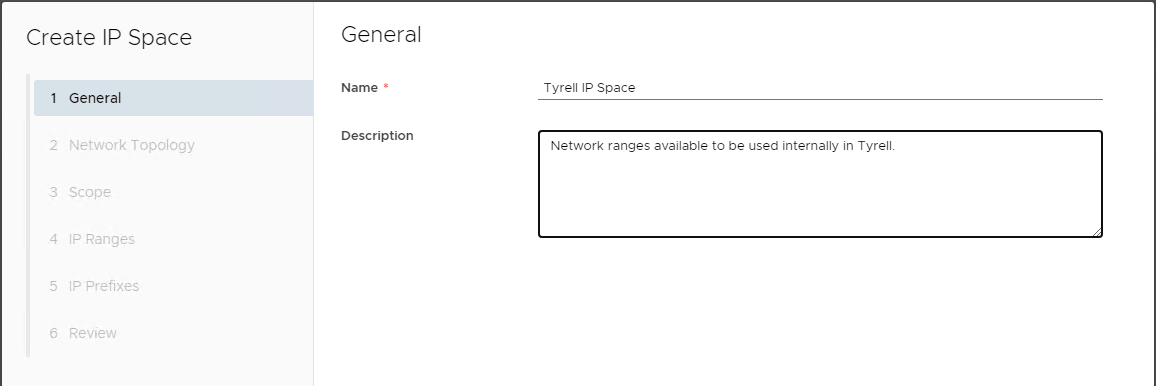 Create IP Space
1 General
2 Network Topology
3 Scope
4 IP Ranges
5 IP Prefixes
6 Review
General
Name * Tyrell IP Space
Description
Network ranges available to be used internally in Tyrell.